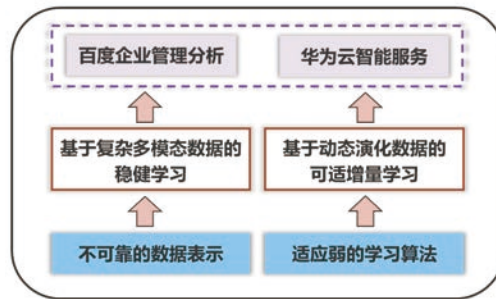 百度企业管理分析
华为云智能服务
基于复杂多模态数据的
稳健学习
基于动态演化数据的
可适增量学习
不可靠的数据表示
适应弱的学习算法